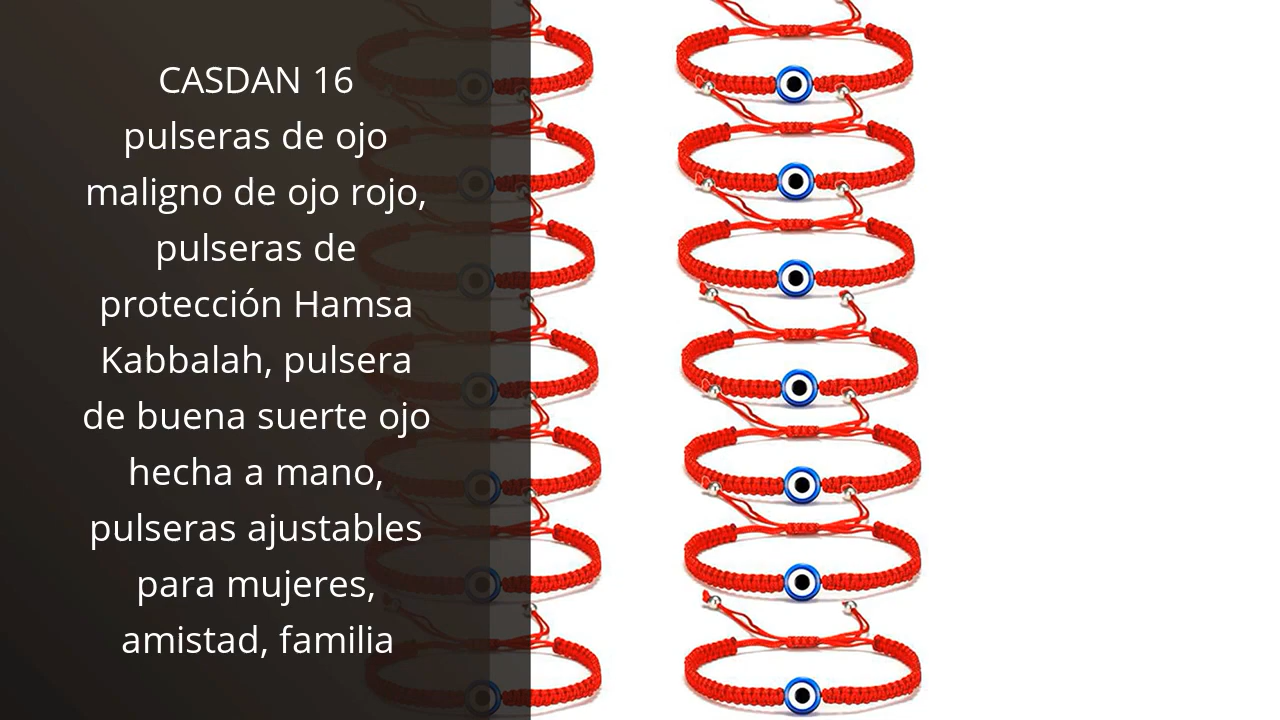 CASDAN 16
pulseras de ojo
maligno de ojo rojo,
pulseras de
protección Hamsa
Kabbalah, pulsera
de buena suerte ojo
hecha a mano,
pulseras ajustables
para mujeres,
amistad, familia